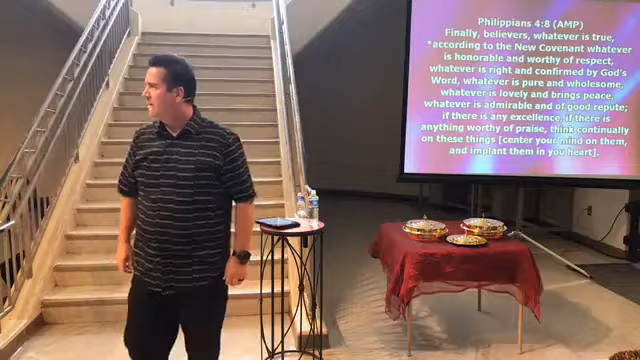 Philippians 4:8 (AMP)
Finally, believers, whatever is true,
*according to the New Covenant whatever
is honorable and worthy of respect,
whatever is right and confirmed by God's
Word, whatever is pure and wholesome,
whatever is lovely and brings peace,
whatever is admirable and of good repute;
if there is any excellence, if there is
anything worthy of praise, think continually
on these things [center your mind on them,
and implant them in your heart].